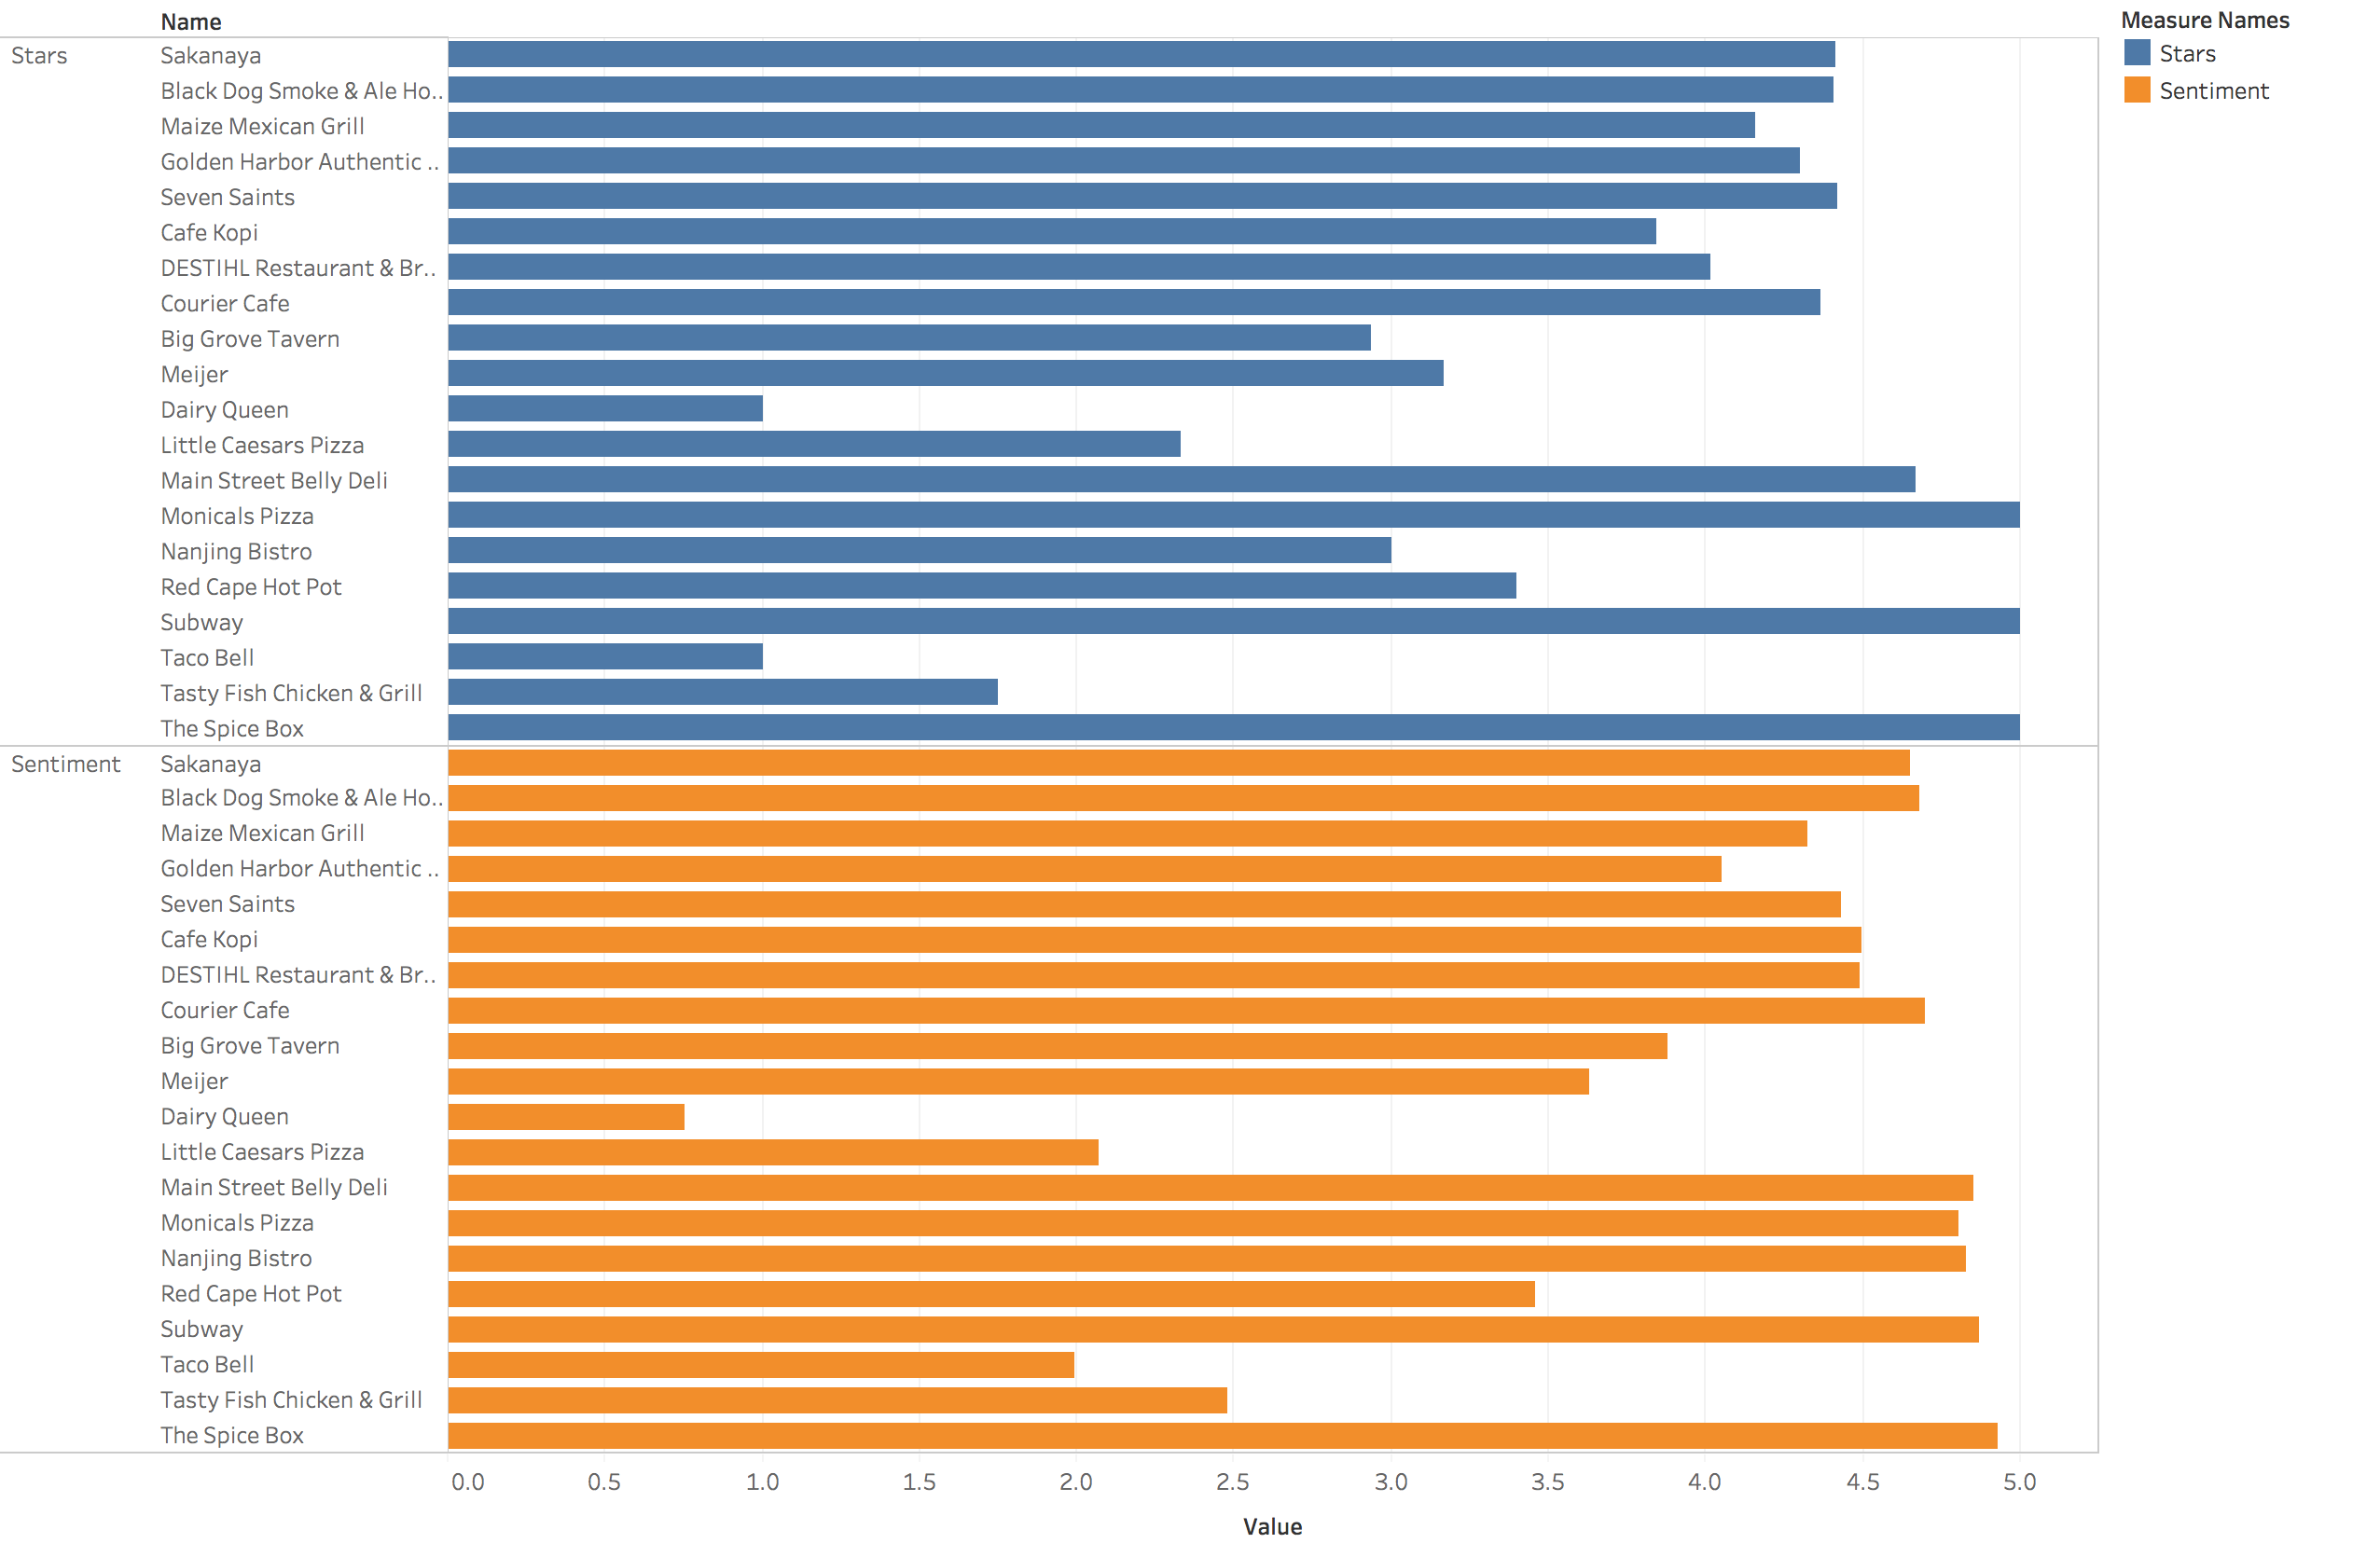 Name
Measure Names
Stars
Sentiment
Stars
Sakanaya
Black Dog Smoke & Ale Ho..
Maize Mexican Grill
Golden Harbor Authentic ..
Seven Saints
Cafe Kopi
DESTIHL Restaurant & Br..
Courier Cafe
Big Grove Tavern
Meijer
Dairy Queen
Little Caesars Pizza
Main Street Belly Deli
Monicals Pizza
Nanjing Bistro
Red Cape Hot Pot
Subway
Taco Bell
Tasty Fish Chicken & Grill
The Spice Box
Sentiment
Sakanaya
Black Dog Smoke & Ale Ho..
Maize Mexican Grill
Golden Harbor Authentic ..
Seven Saints
Cafe Kopi
DESTIHL Restaurant & Br..
Courier Cafe
Big Grove Tavern
Meijer
Dairy Queen
Little Caesars Pizza
Main Street Belly Deli
Monicals Pizza
Nanjing Bistro
Red Cape Hot Pot
Subway
Taco Bell
Tasty Fish Chicken & Grill
The Spice Box
0.0 0.5 1.0 1.5 2.0 2.5 3.0 3.5 4.0 4.5 5.0
Value